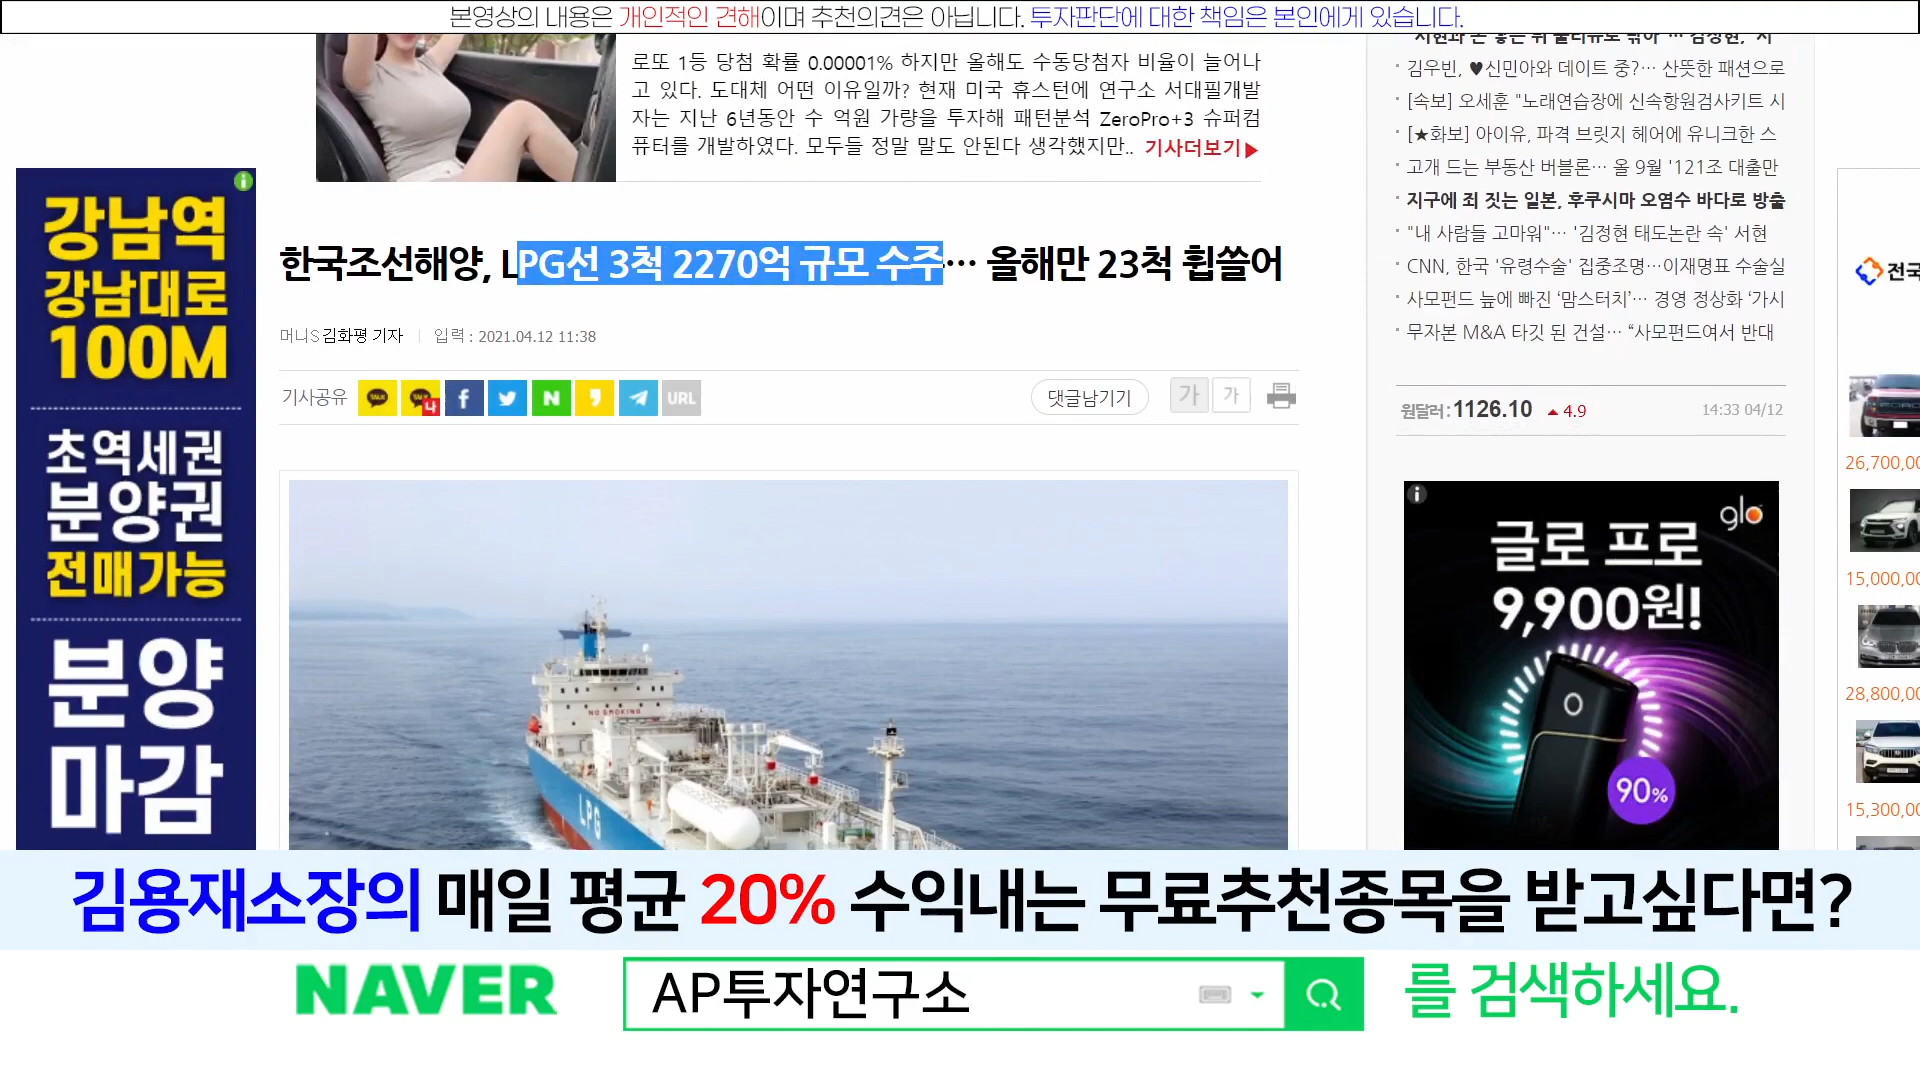 본영상의 내용은 개인적인 견해이며 추천의견은 아닙니다. 투자판단에 대한 책임은 본인에게 있습니다.
로또 1등 당첨 확률 0.00001% 하지만 올해도 수동당첨자 비율이 늘어나
고 있다. 도대체 어떤 이유일까? 현재 미국 휴스턴에 연구소 서대필개발
자는 지난 6년동안 수 억원 가량을 투자해 패턴분석 ZeroPro+3 슈퍼컴
퓨터를 개발하였다. 모두들 정말 말도 안된다 생각했지만.. 기사더보기▶
강남역
강남대로
100M
초역세권
분양권
전매가능
분양
마감
한국조선해양, LPG선 3척 2270억 규모 수주… 올해만 23척 휩쓸어
머니S 김화평 기자 | 입력 : 2021.04.12 11:38
기사공유 TALK TALK 나 f N URL 댓글남기기 가 가
NO SMOKING
LPG
김우빈, ♥신민아와 데이트 중?… 산뜻한 패션으로
[속보] 오세훈 "노래연습장에 신속항원검사키트 시
[★화보] 아이유, 파격 브릿지 헤어에 유니크한 스
고개 드는 부동산 버블론… 올 9월 '121조 대출만
지구에 죄 짓는 일본, 후쿠시마 오염수 바다로 방출
"내 사람들 고마워"… '김정현 태도논란 속' 서현
CNN, 한국 '유령수술' 집중조명…이재명표 수술실
사모펀드 늪에 빠진 ‘맘스터치’… 경영 정상화 ‘가시
무자본 M&A 타깃 된 건설… “사모펀드여서 반대
원달러 : 1126.10 ▲ 4.9 14:33 04/12
glo
글로 프로
9,900원!
90%
전국
26,700,00
15,000,00
28,800,00
15,300,00
김용재소장의 매일 평균 20% 수익내는 무료추천종목을 받고싶다면?
NAVER AP투자연구소 를 검색하세요.